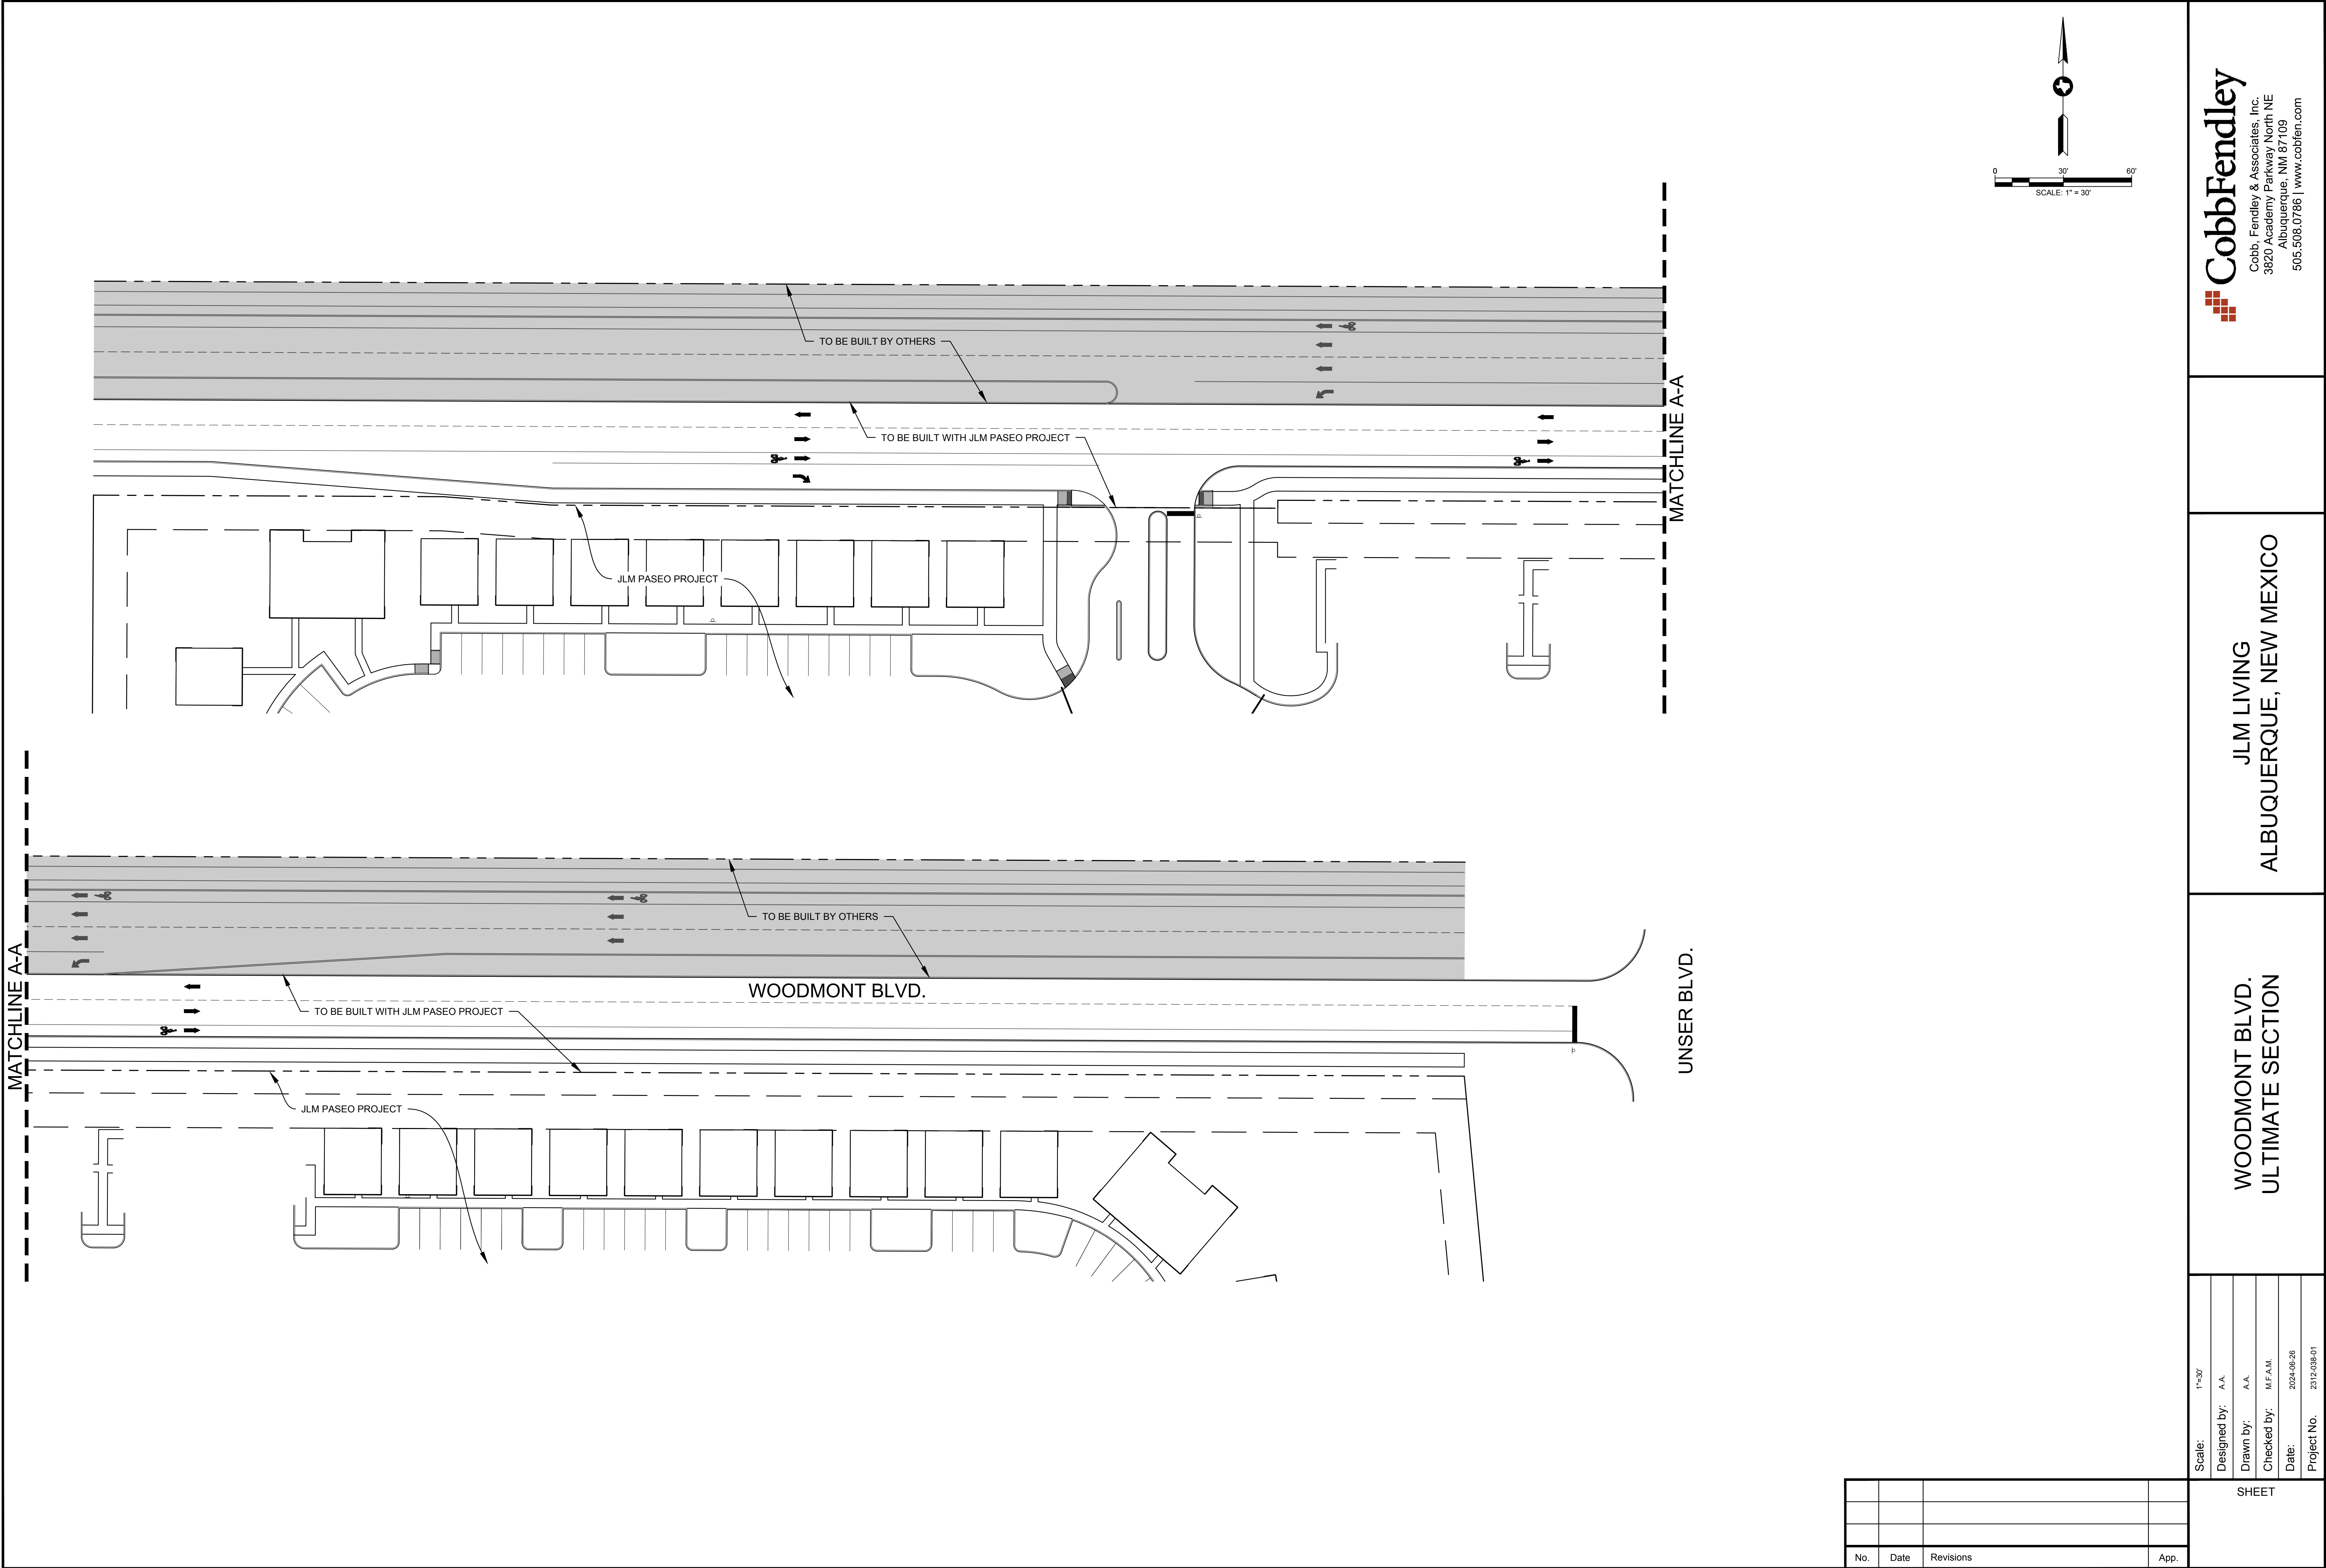 0 30' 60'
SCALE: 1" = 30'
TO BE BUILT BY OTHERS
TO BE BUILT WITH JLM PASEO PROJECT
JLM PASEO PROJECT
MATCHLINE A-A
MATCHLINE A-A
TO BE BUILT BY OTHERS
WOODMONT BLVD.
TO BE BUILT WITH JLM PASEO PROJECT
JLM PASEO PROJECT
UNSER BLVD.
CobbFendley
Cobb, Fendley & Associates, Inc.
3820 Academy Parkway North NE
Albuquerque, NM 87109
505.508.0786 | www.cobfen.com
JLM LIVING
ALBUQUERQUE, NEW MEXICO
WOODMONT BLVD.
ULTIMATE SECTION
Scale: 1"=30'
Designed by: A.A.
Drawn by: A.A.
Checked by: M.F.A.M.
Date: 2024-06-26
Project No. 2312-038-01
SHEET
No. Date Revisions App.